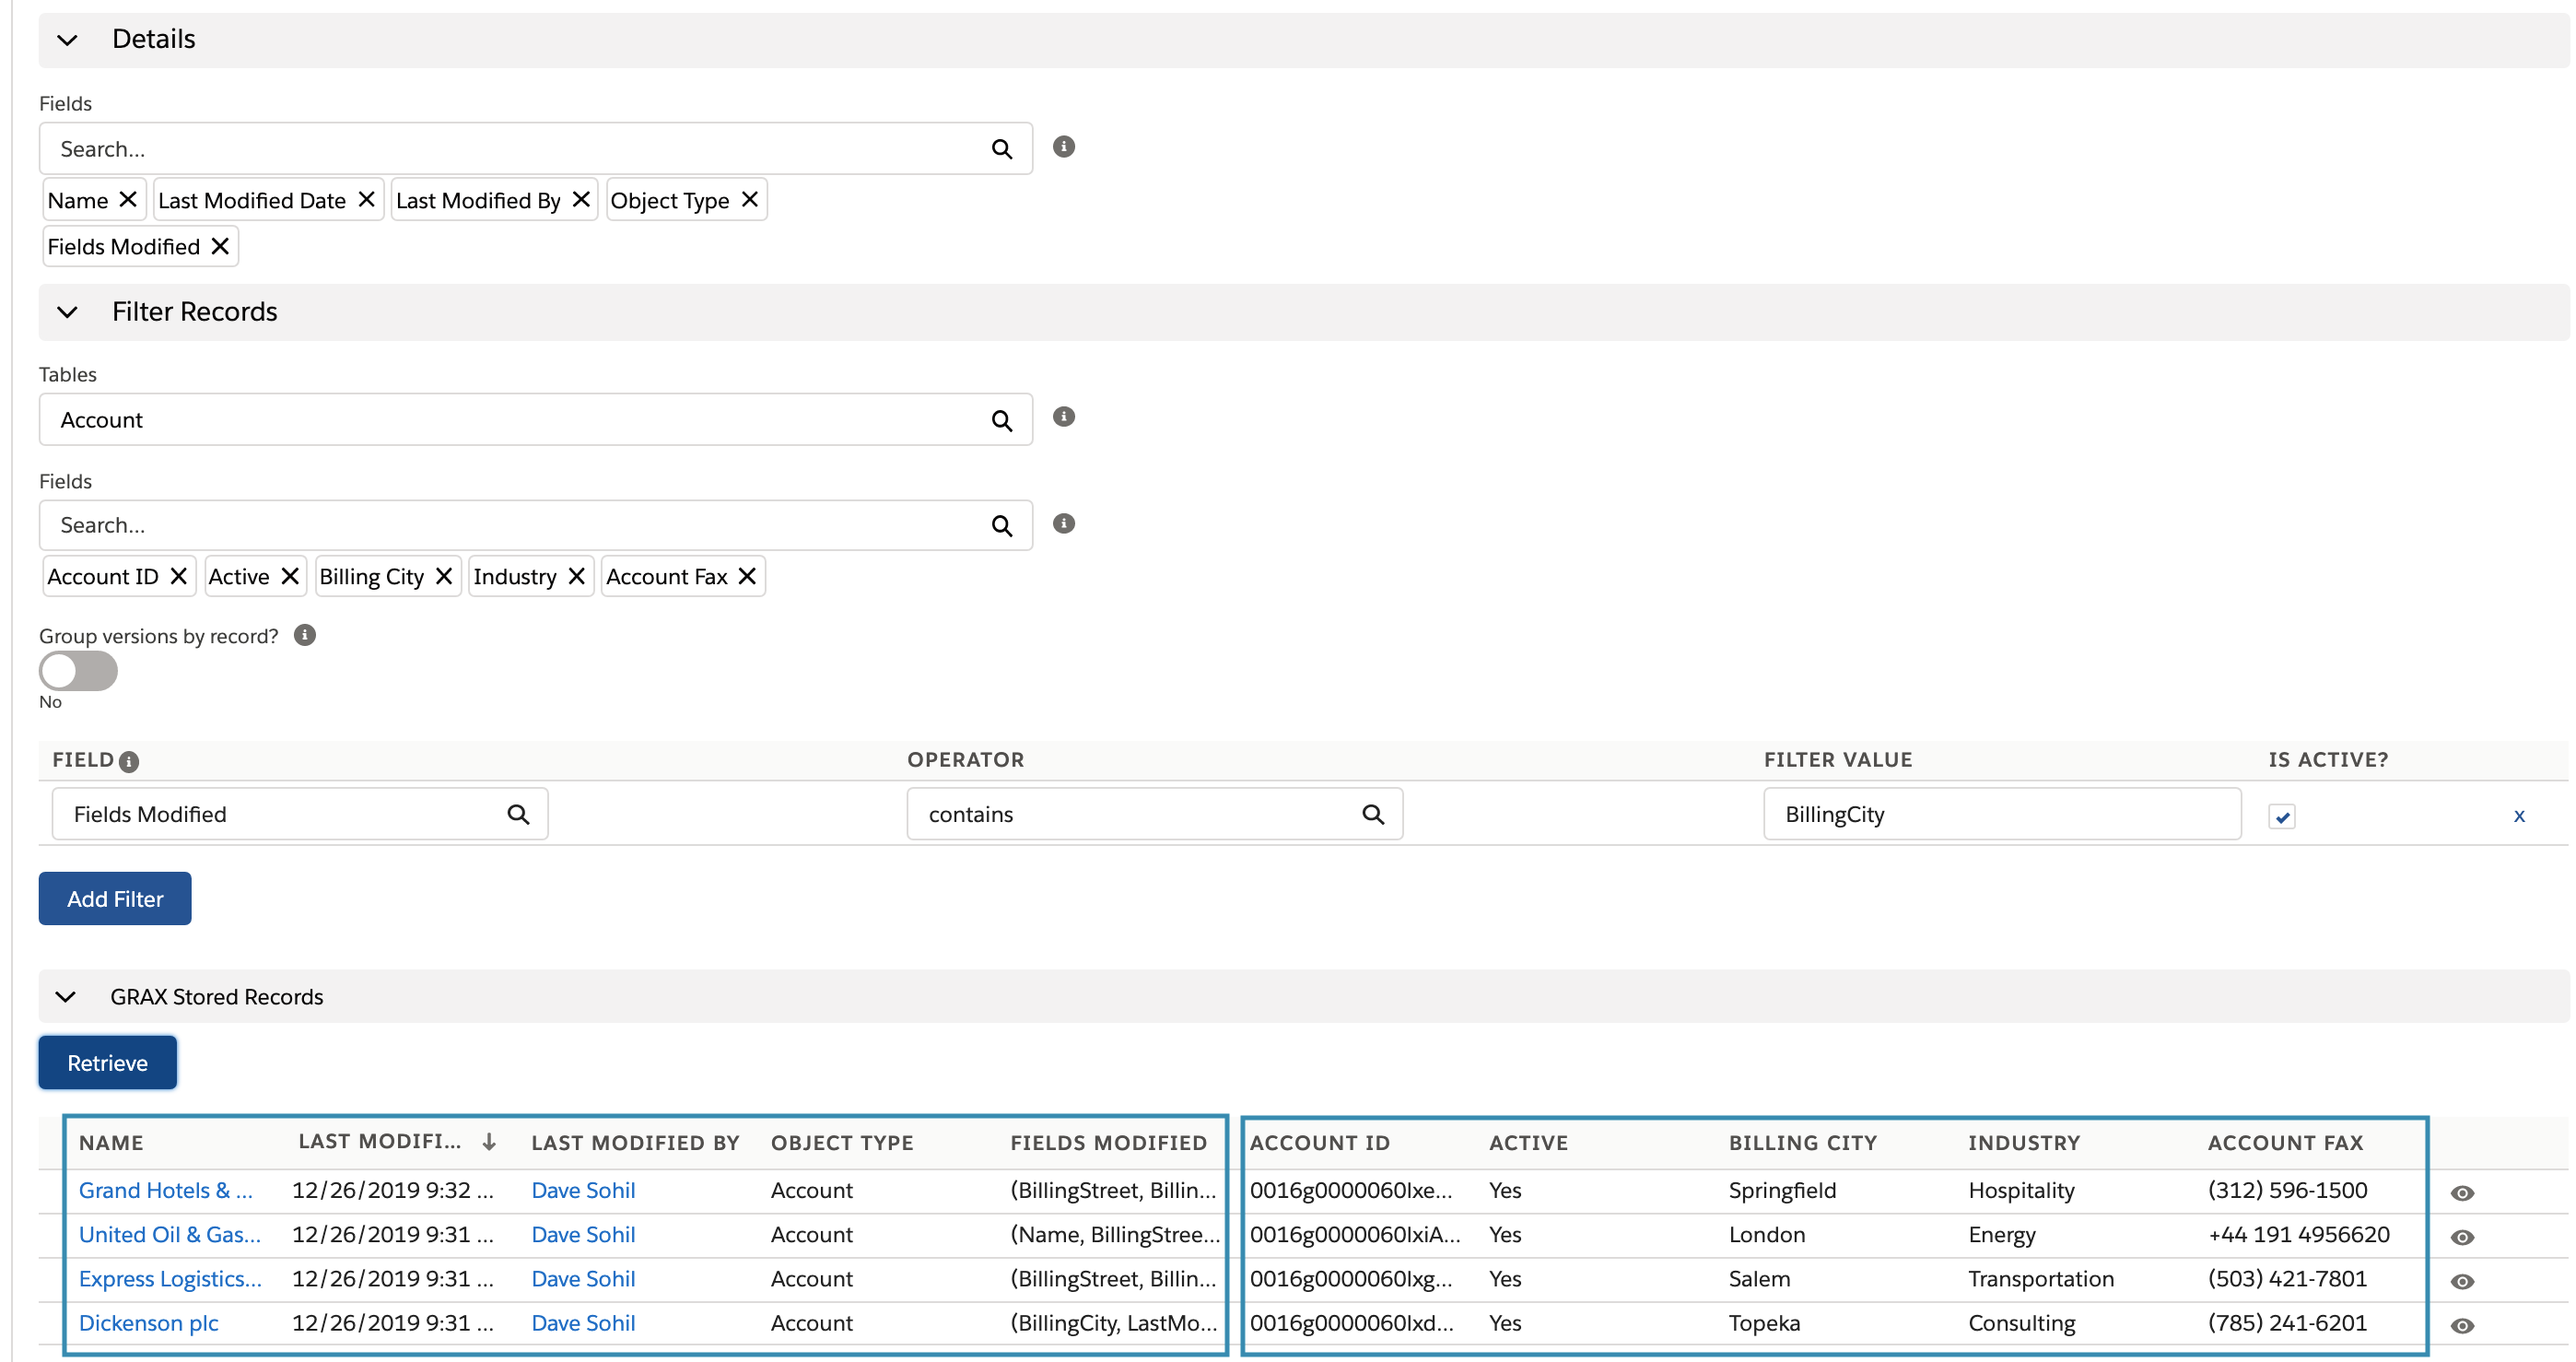 Details
Fields
Search...
Name Last Modified Date Last Modified By Object Type
Fields Modified
Filter Records
Tables
Account
Fields
Search...
Account ID Active Billing City Industry Account Fax
Group versions by record?
No
FIELD OPERATOR FILTER VALUE IS ACTIVE?
Fields Modified contains BillingCity x
Add Filter
GRAX Stored Records
Retrieve
NAME LAST MODIFI... LAST MODIFIED BY OBJECT TYPE FIELDS MODIFIED ACCOUNT ID ACTIVE BILLING CITY INDUSTRY ACCOUNT FAX
Grand Hotels & ... 12/26/2019 9:32 ... Dave Sohil Account (BillingStreet, Billin... 0016g0000060Ixe... Yes Springfield Hospitality (312) 596-1500
United Oil & Gas... 12/26/2019 9:31 ... Dave Sohil Account (Name, BillingStree... 0016g0000060IxiA... Yes London Energy +44 191 4956620
Express Logistics... 12/26/2019 9:31 ... Dave Sohil Account (BillingStreet, Billin... 0016g0000060Ixg... Yes Salem Transportation (503) 421-7801
Dickenson plc 12/26/2019 9:31 ... Dave Sohil Account (BillingCity, LastMo... 0016g0000060Ixd... Yes Topeka Consulting (785) 241-6201